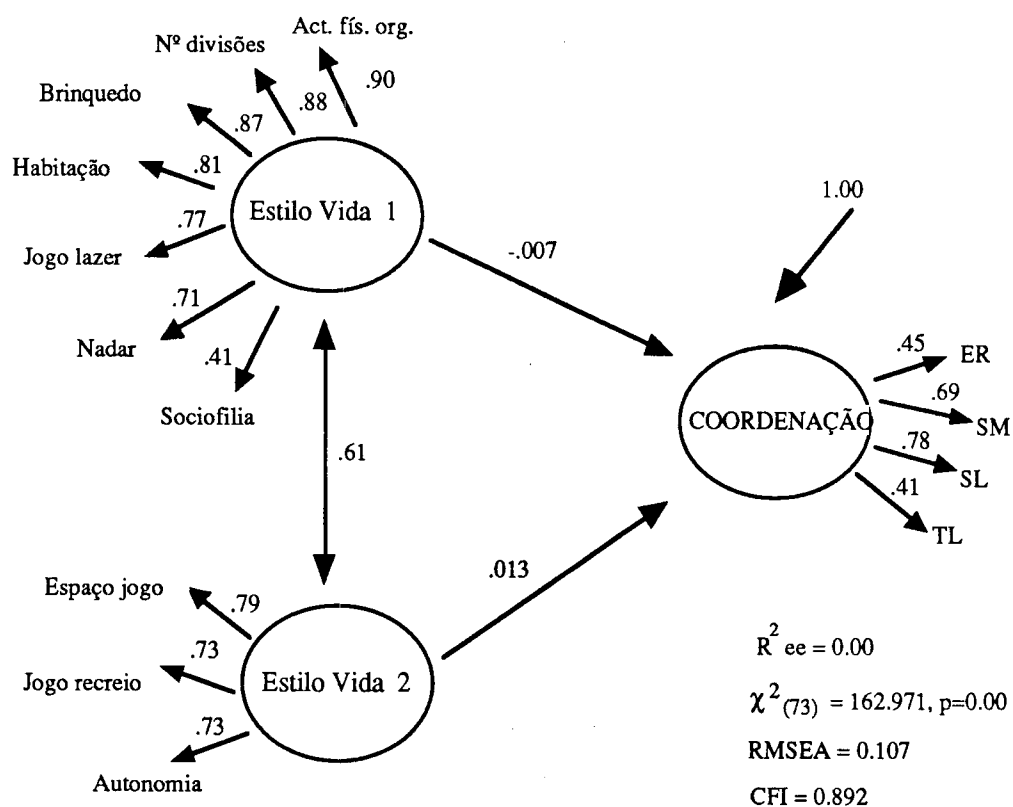 Act. fís. org.
Nº divisões
.90
.88
Brinquedo
.87
Habitação
.81
Estilo Vida 1
1.00
.77
Jogo lazer
-.007
.71
Nadar
.41
Sociofilia
.45
ER
.69
SM
COORDENAÇÃO
.78
SL
.41
TL
.61
.013
Espaço jogo
.79
.73
Jogo recreio
Estilo Vida 2
.73
Autonomia
R² ee = 0.00
χ² (73) = 162.971, p=0.00
RMSEA = 0.107
CFI = 0.892